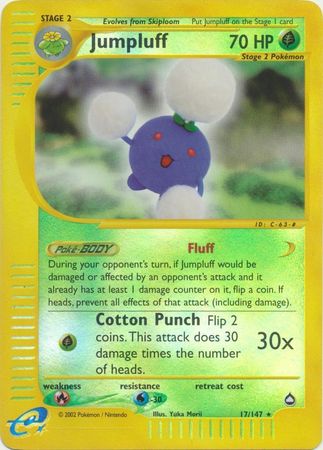 STAGE 2
Evolves from Skiploom
Put Jumpluff on the Stage 1 card
Jumpluff 70 HP
Stage 2 Pokémon
ID: C-63-#
Poké-BODY Fluff
During your opponent's turn, if Jumpluff would be
damaged or affected by an opponent's attack and it
already has at least 1 damage counter on it, flip a coin. If
heads, prevent all effects of that attack (including damage).
Cotton Punch Flip 2
coins. This attack does 30
damage times the number
of heads.
30x
weakness resistance retreat cost
-30
e
© 2002 Pokémon / Nintendo Illus. Yuka Morii 17/147 ★